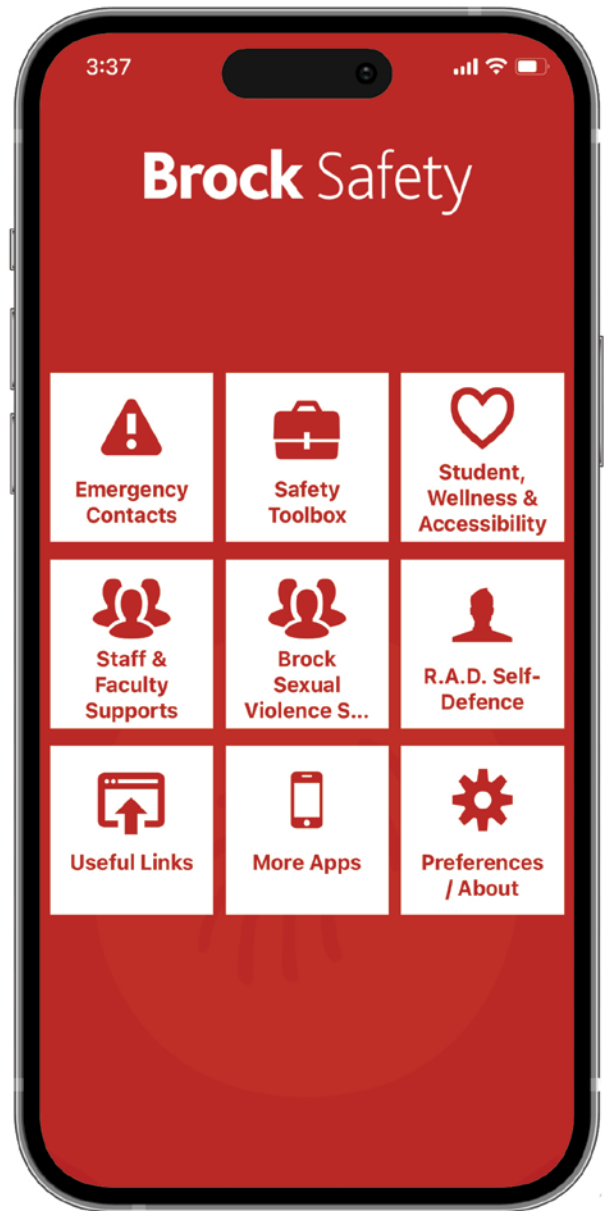 3:37
Brock Safety
Emergency
Contacts
Safety
Toolbox
Student,
Wellness &
Accessibility
Staff &
Faculty
Supports
Brock
Sexual
Violence S...
R.A.D. Self-
Defence
Useful Links
More Apps
Preferences
/ About